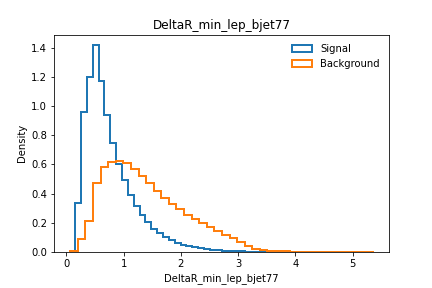 DeltaR_min_lep_bjet77
1.4
1.2
1.0
0.8
0.6
0.4
0.2
0.0
Density
Signal
Background
0 1 2 3 4 5
DeltaR_min_lep_bjet77